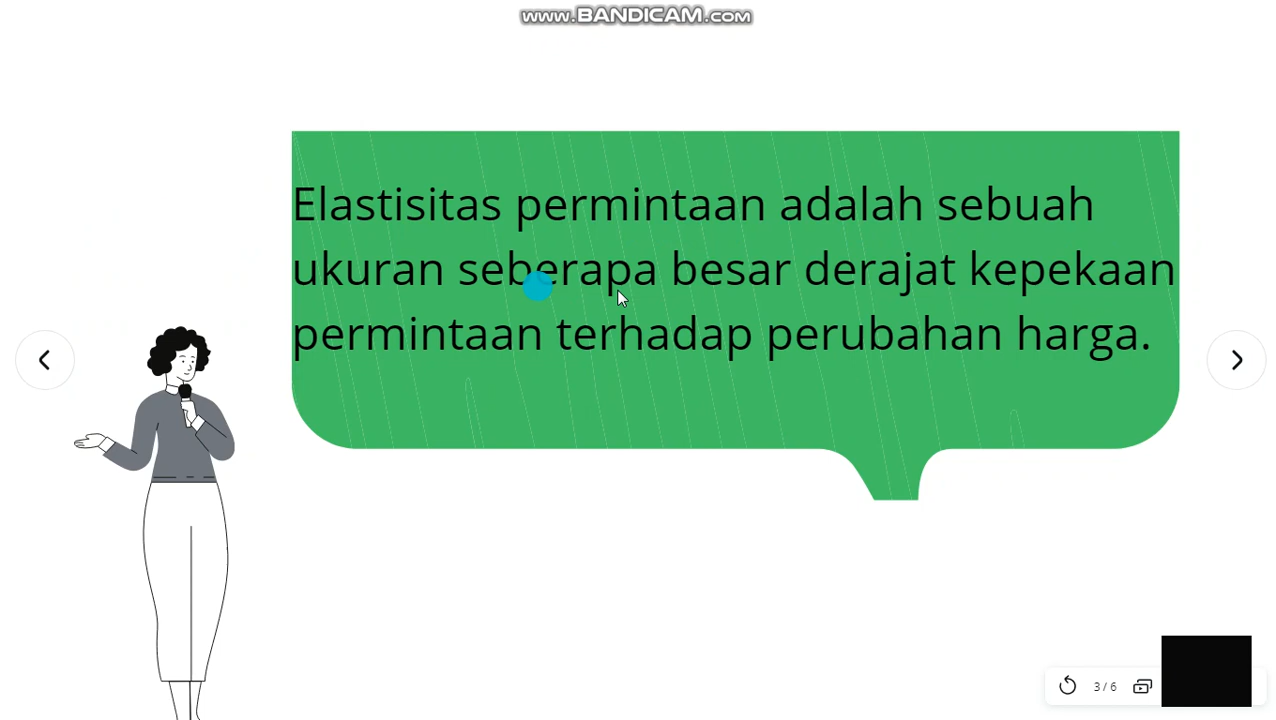 www.BANDICAM.com
Elastisitas permintaan adalah sebuah
ukuran seberapa besar derajat kepekaan
permintaan terhadap perubahan harga.
3 / 6